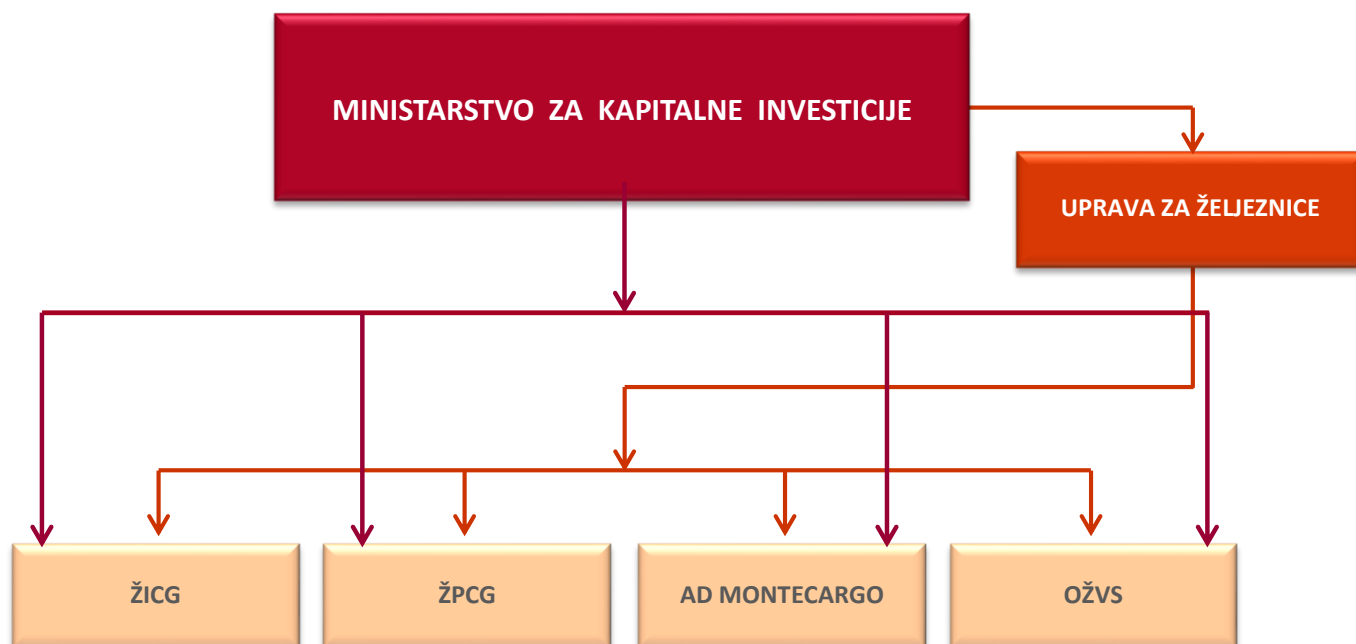 MINISTARSTVO ZA KAPITALNE INVESTICIJE
UPRAVA ZA ŽELJEZNICE
ŽICG
ŽPCG
AD MONTECARGO
OŽVS